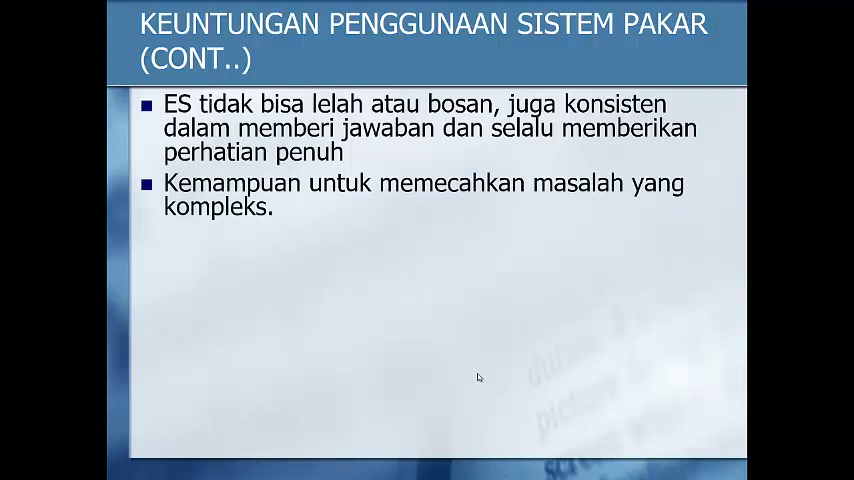 KEUNTUNGAN PENGGUNAAN SISTEM PAKAR
(CONT..)
ES tidak bisa lelah atau bosan, juga konsisten
dalam memberi jawaban dan selalu memberikan
perhatian penuh
Kemampuan untuk memecahkan masalah yang
kompleks.